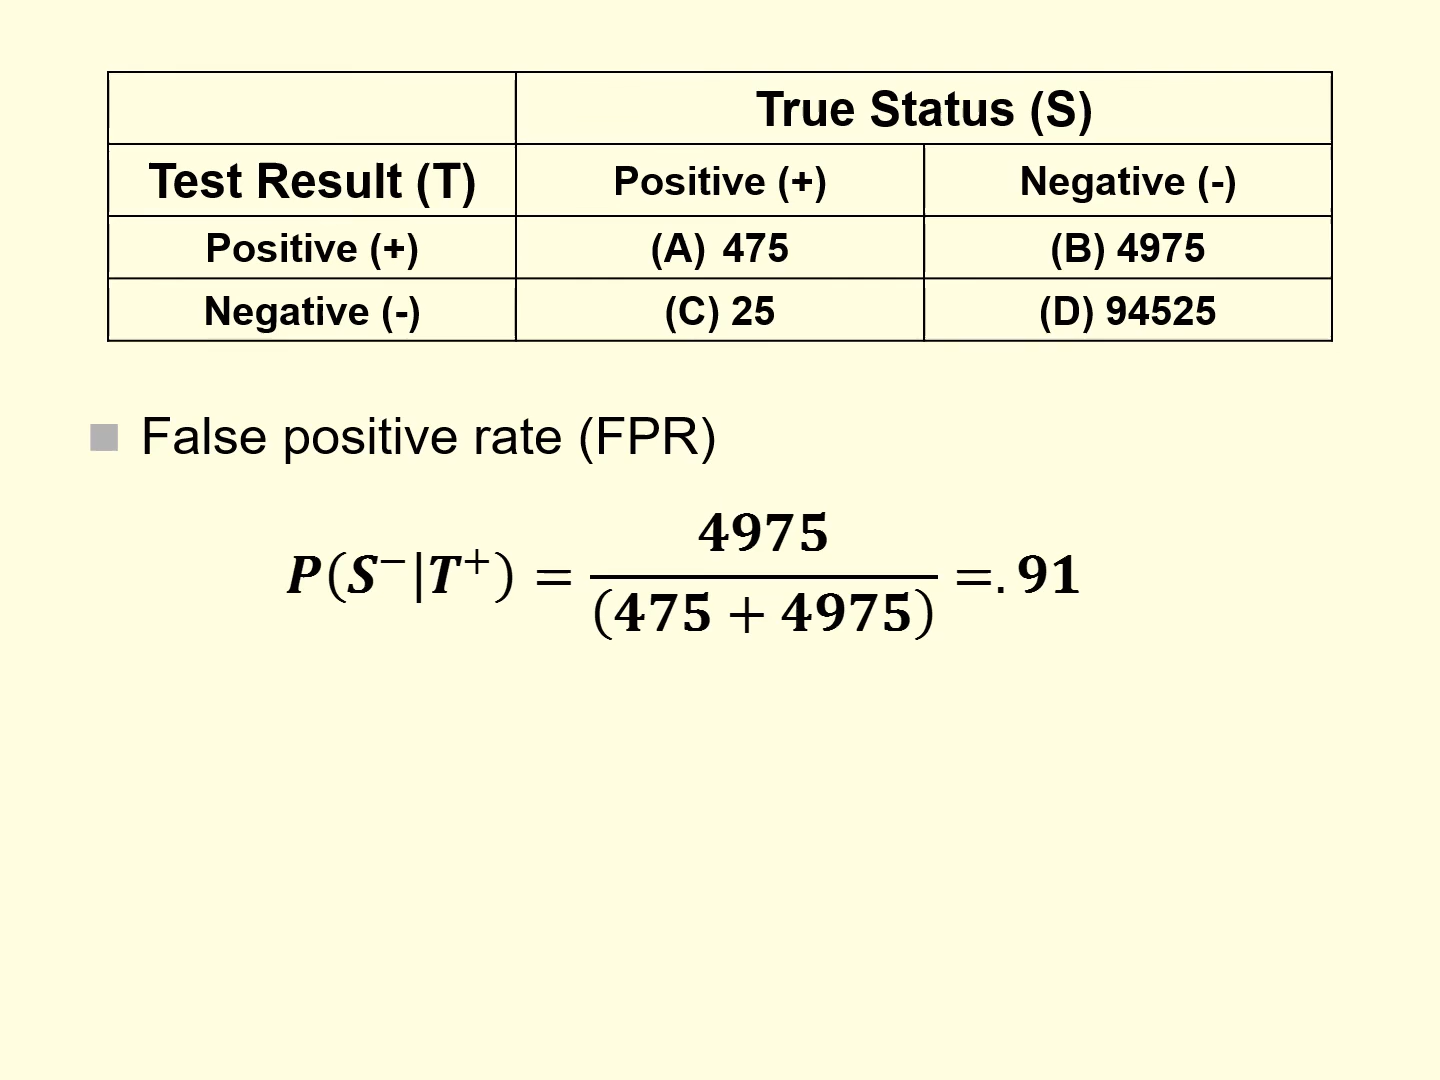 True Status (S)
Test Result (T) Positive (+) Negative (-)
Positive (+) (A) 475 (B) 4975
Negative (-) (C) 25 (D) 94525
False positive rate (FPR)
P(S⁻|T⁺) = 4975 / (475 + 4975) =. 91